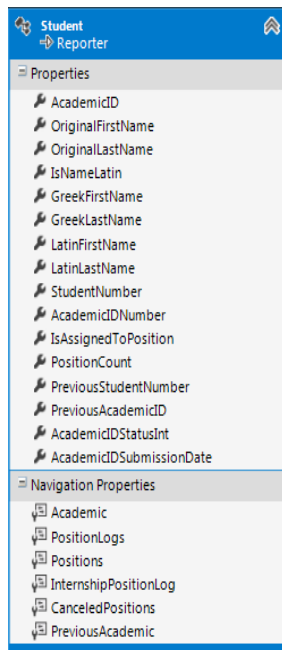 Student
Reporter
Properties
AcademicID
OriginalFirstName
OriginalLastName
IsNameLatin
GreekFirstName
GreekLastName
LatinFirstName
LatinLastName
StudentNumber
AcademicIDNumber
IsAssignedToPosition
PositionCount
PreviousStudentNumber
PreviousAcademicID
AcademicIDStatusInt
AcademicIDSubmissionDate
Navigation Properties
Academic
PositionLogs
Positions
InternshipPositionLog
CanceledPositions
PreviousAcademic